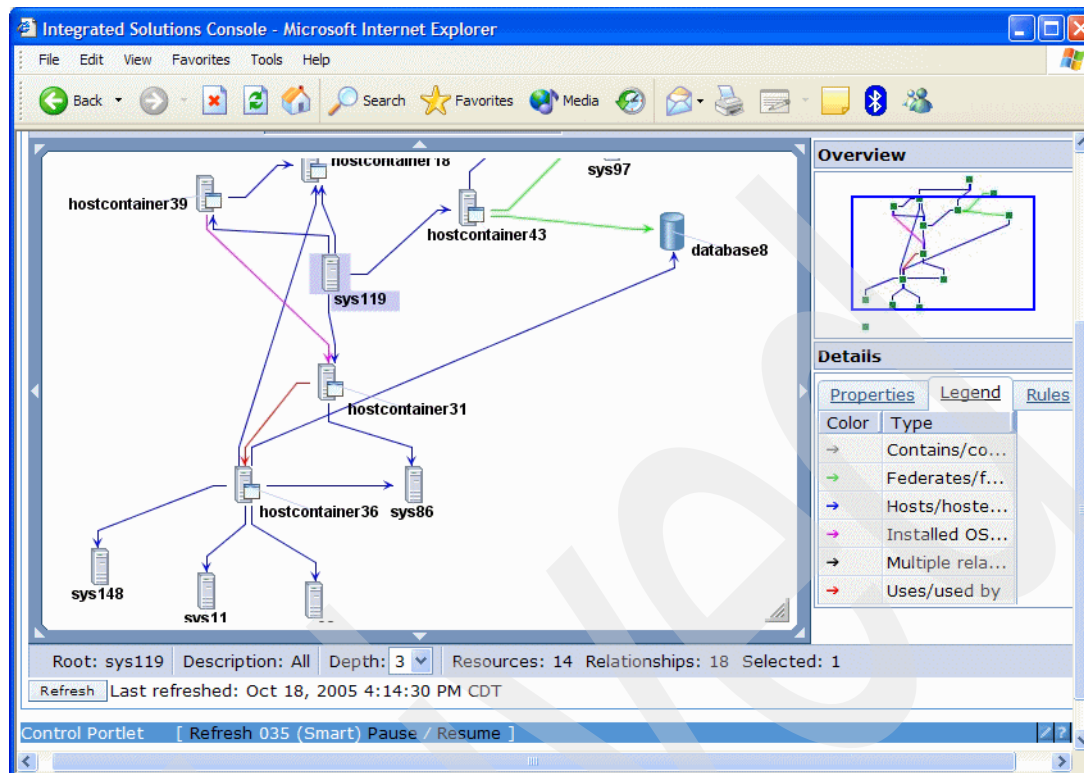 Integrated Solutions Console - Microsoft Internet Explorer
File Edit View Favorites Tools Help
Back Search Favorites Media
hostcontainer18
sys97
hostcontainer39
hostcontainer43
database8
sys119
hostcontainer31
hostcontainer36 sys86
sys148
sys11
Overview
Details
Properties Legend Rules
Color Type
Contains/co...
Federates/f...
Hosts/hoste...
Installed OS...
Multiple rela...
Uses/used by
Root: sys119 Description: All Depth: 3 Resources: 14 Relationships: 18 Selected: 1
Refresh Last refreshed: Oct 18, 2005 4:14:30 PM CDT
Control Portlet [ Refresh 035 (Smart) Pause / Resume ]